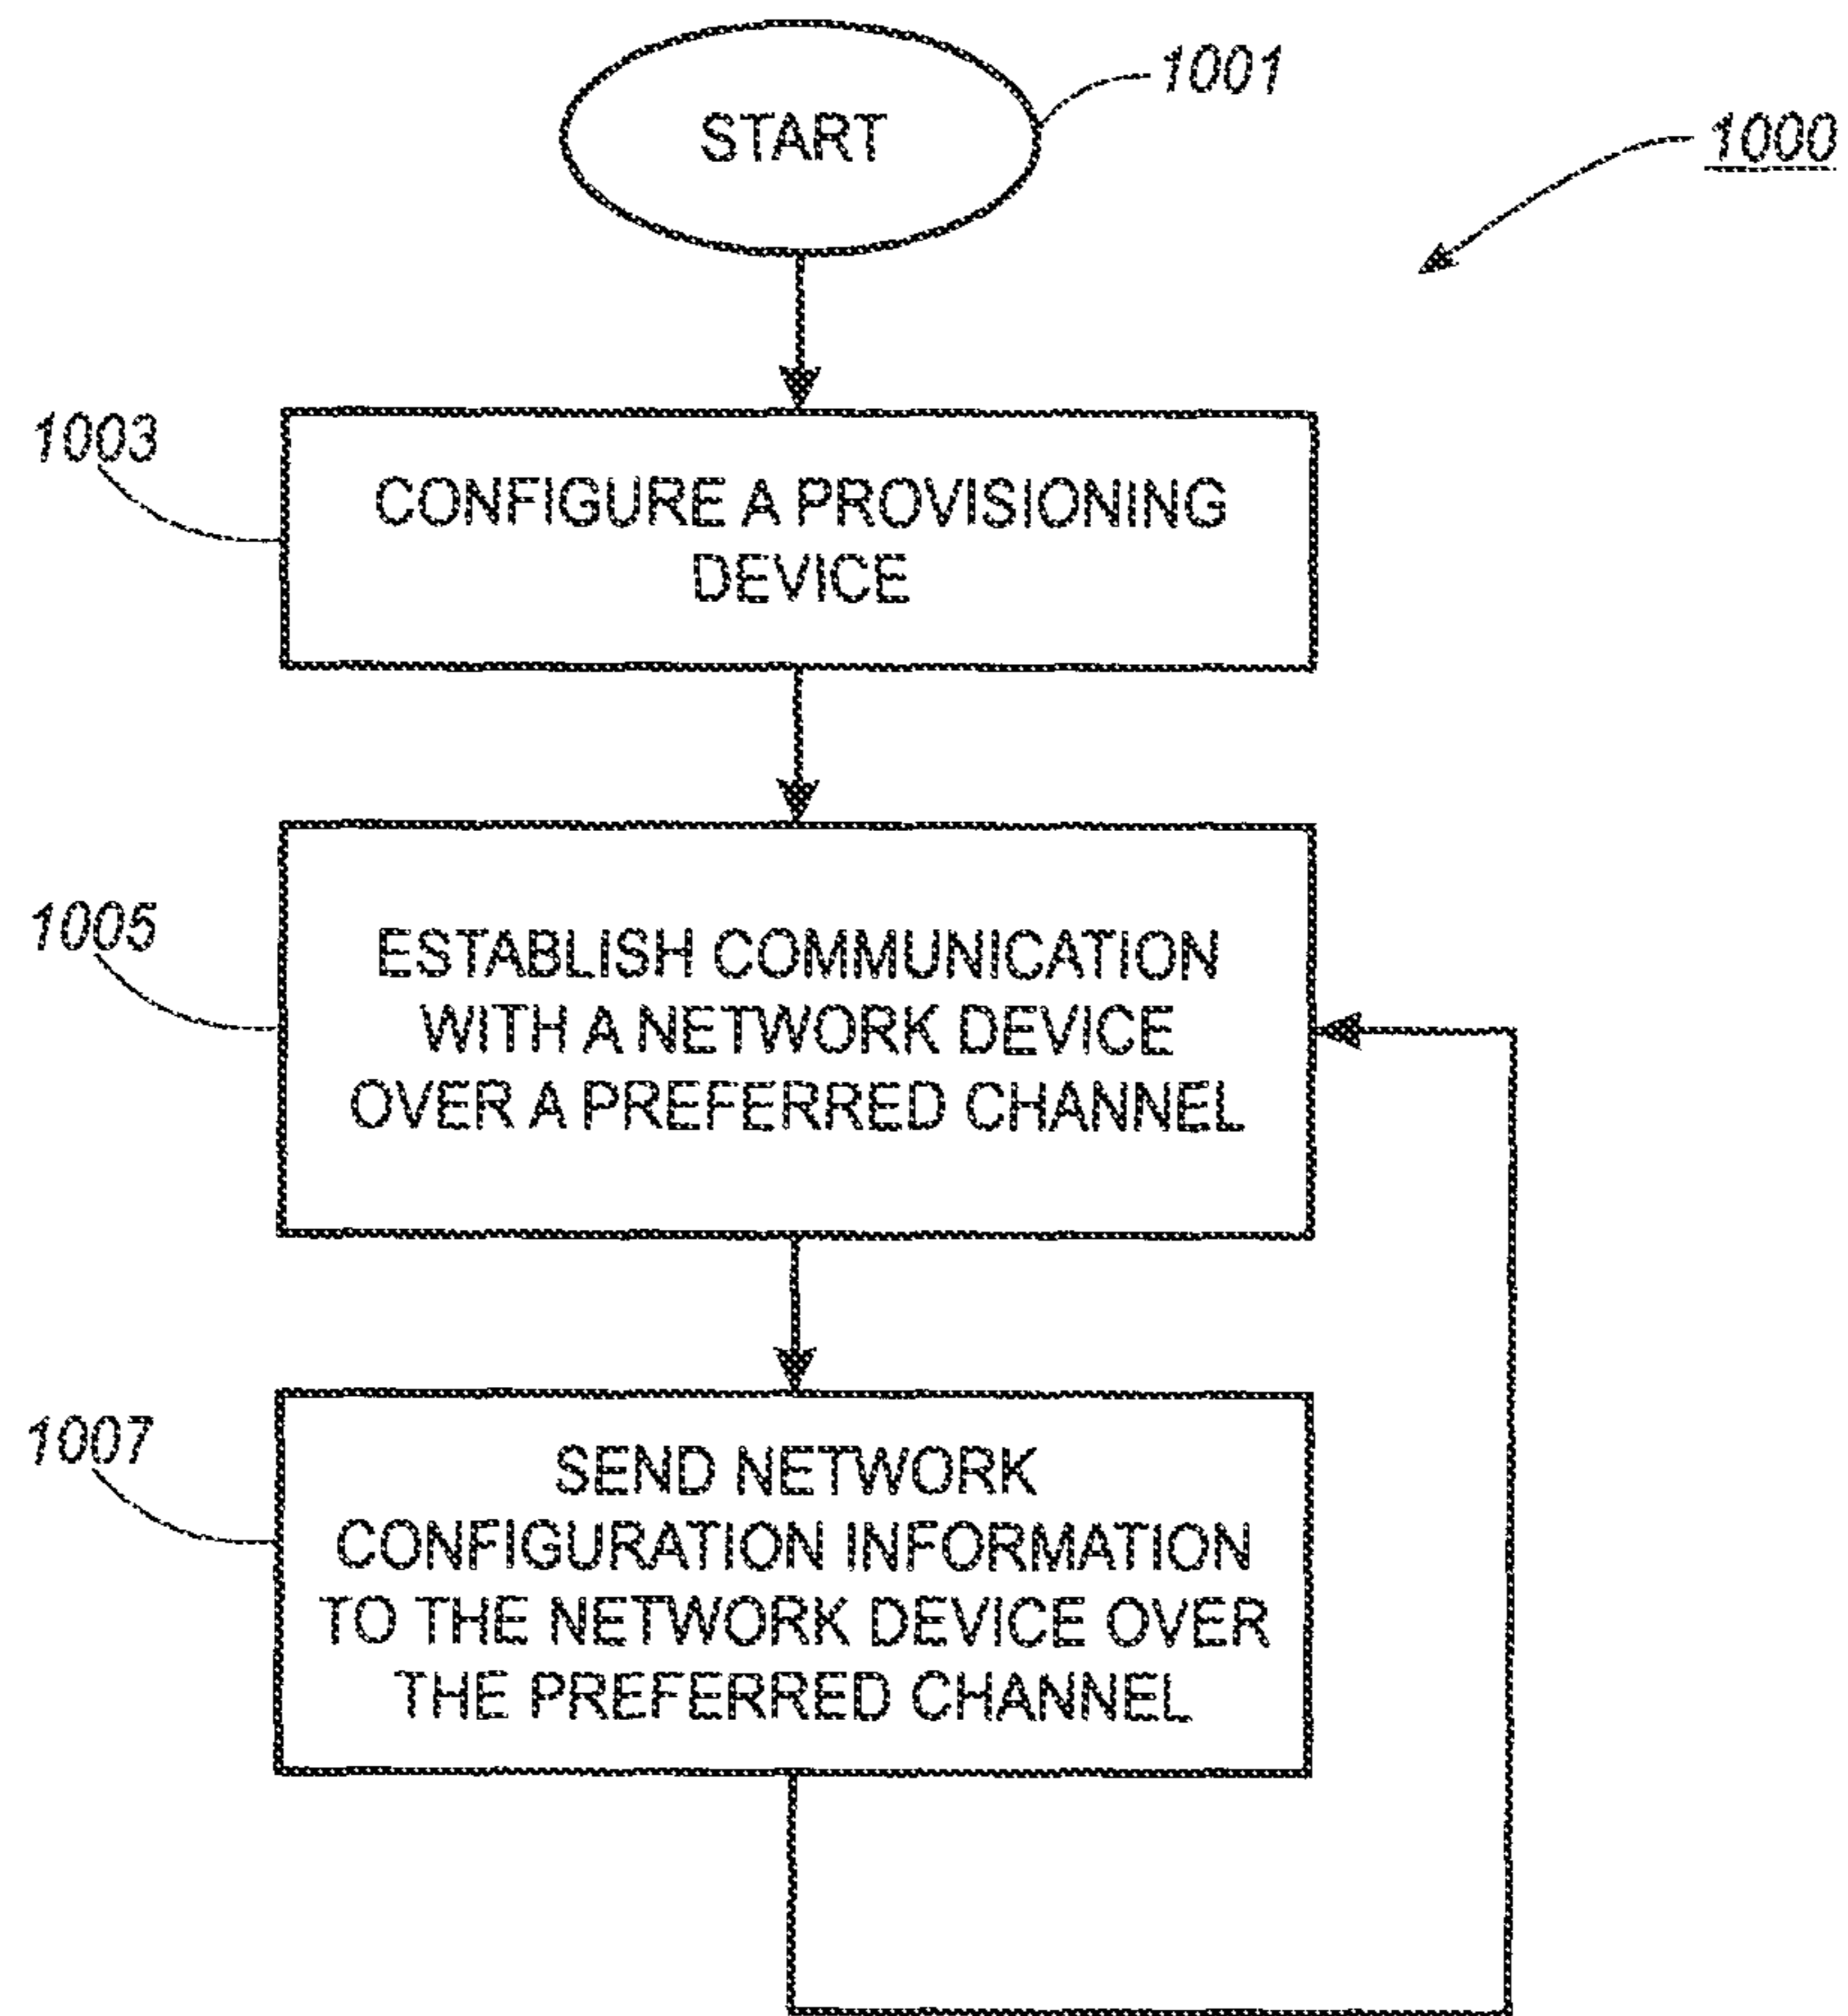 START
1001
1000
1003
CONFIGURE A PROVISIONING
DEVICE
1005
ESTABLISH COMMUNICATION
WITH A NETWORK DEVICE
OVER A PREFERRED CHANNEL
1007
SEND NETWORK
CONFIGURATION INFORMATION
TO THE NETWORK DEVICE OVER
THE PREFERRED CHANNEL